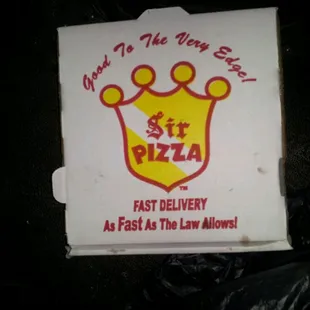 Good To The Very Edge!
Sir
PIZZA
TM
FAST DELIVERY
As Fast As The Law Allows!